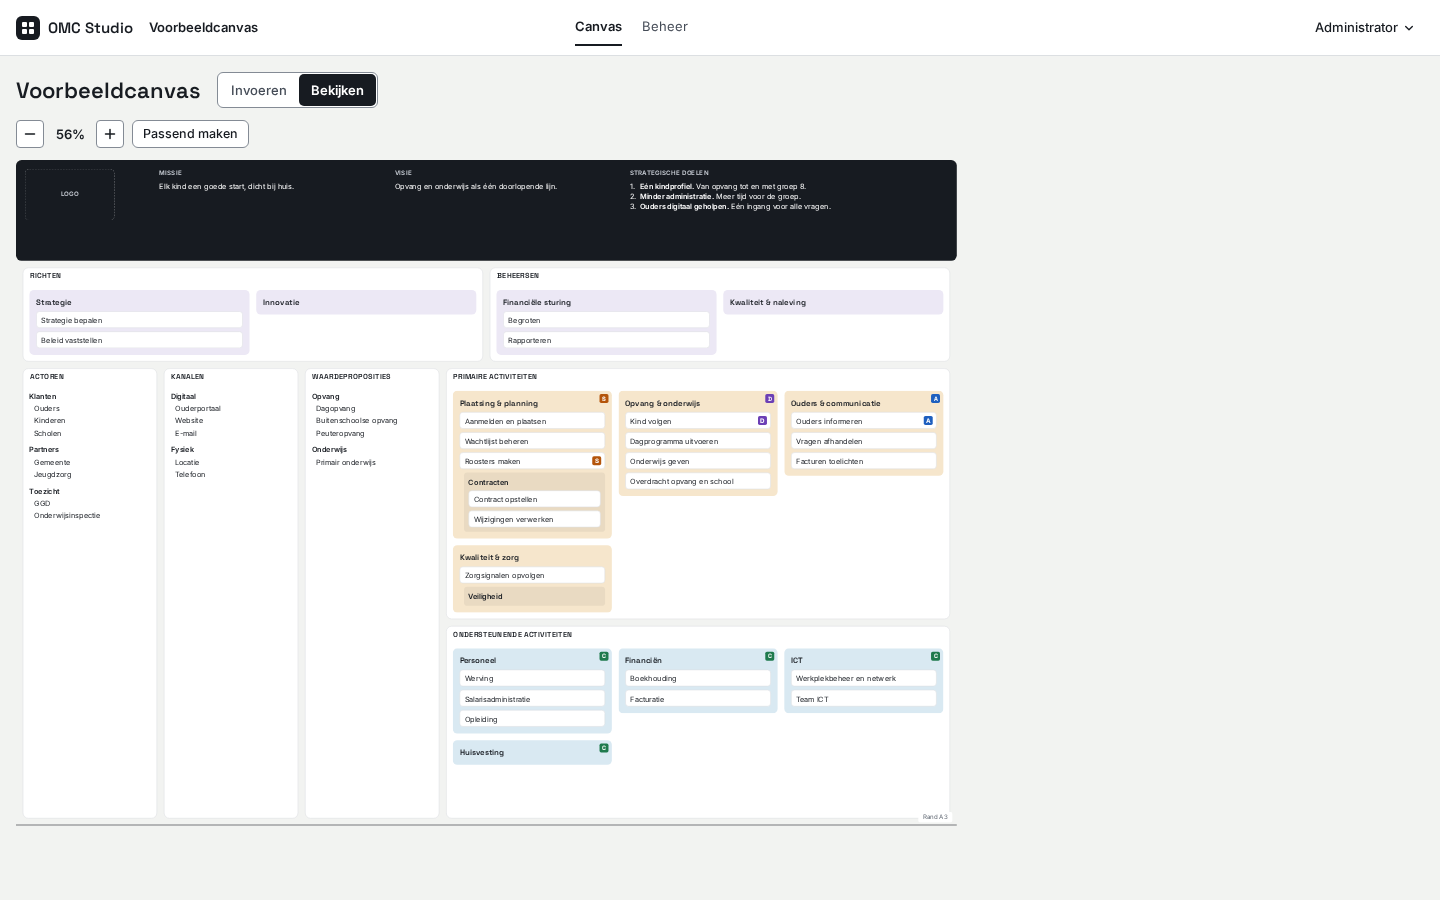 OMC Studio Voorbeeldcanvas
Canvas Beheer
Administrator
Voorbeeldcanvas
Invoeren Bekijken
56%
Passend maken
LOGO
MISSIE
Elk kind een goede start, dicht bij huis.
VISIE
Opvang en onderwijs als één doorlopende lijn.
STRATEGISCHE DOELEN
1. Eén kindprofiel. Van opvang tot en met groep 8.
2. Minder administratie. Meer tijd voor de groep.
3. Ouders digitaal geholpen. Eén ingang voor alle vragen.
RICHTEN
Strategie
Strategie bepalen
Beleid vaststellen
Innovatie
BEHEERSEN
Financiële sturing
Begroten
Rapporteren
Kwaliteit & naleving
ACTOREN
Klanten
Ouders
Kinderen
Scholen
Partners
Gemeente
Jeugdzorg
Toezicht
GGD
Onderwijsinspectie
KANALEN
Digitaal
Ouderportaal
Website
E-mail
Fysiek
Locatie
Telefoon
WAARDEPROPOSITIES
Opvang
Dagopvang
Buitenschoolse opvang
Peuteropvang
Onderwijs
Primair onderwijs
PRIMAIRE ACTIVITEITEN
Plaatsing & planning S
Aanmelden en plaatsen
Wachtlijst beheren
Roosters maken S
Contracten
Contract opstellen
Wijzigingen verwerken
Opvang & onderwijs D
Kind volgen D
Dagprogramma uitvoeren
Onderwijs geven
Overdracht opvang en school
Ouders & communicatie A
Ouders informeren A
Vragen afhandelen
Facturen toelichten
Kwaliteit & zorg
Zorgsignalen opvolgen
Veiligheid
ONDERSTEUNENDE ACTIVITEITEN
Personeel C
Werving
Salarisadministratie
Opleiding
Financiën C
Boekhouding
Facturatie
ICT C
Werkplekbeheer en netwerk
Team ICT
Huisvesting C
Rand A3